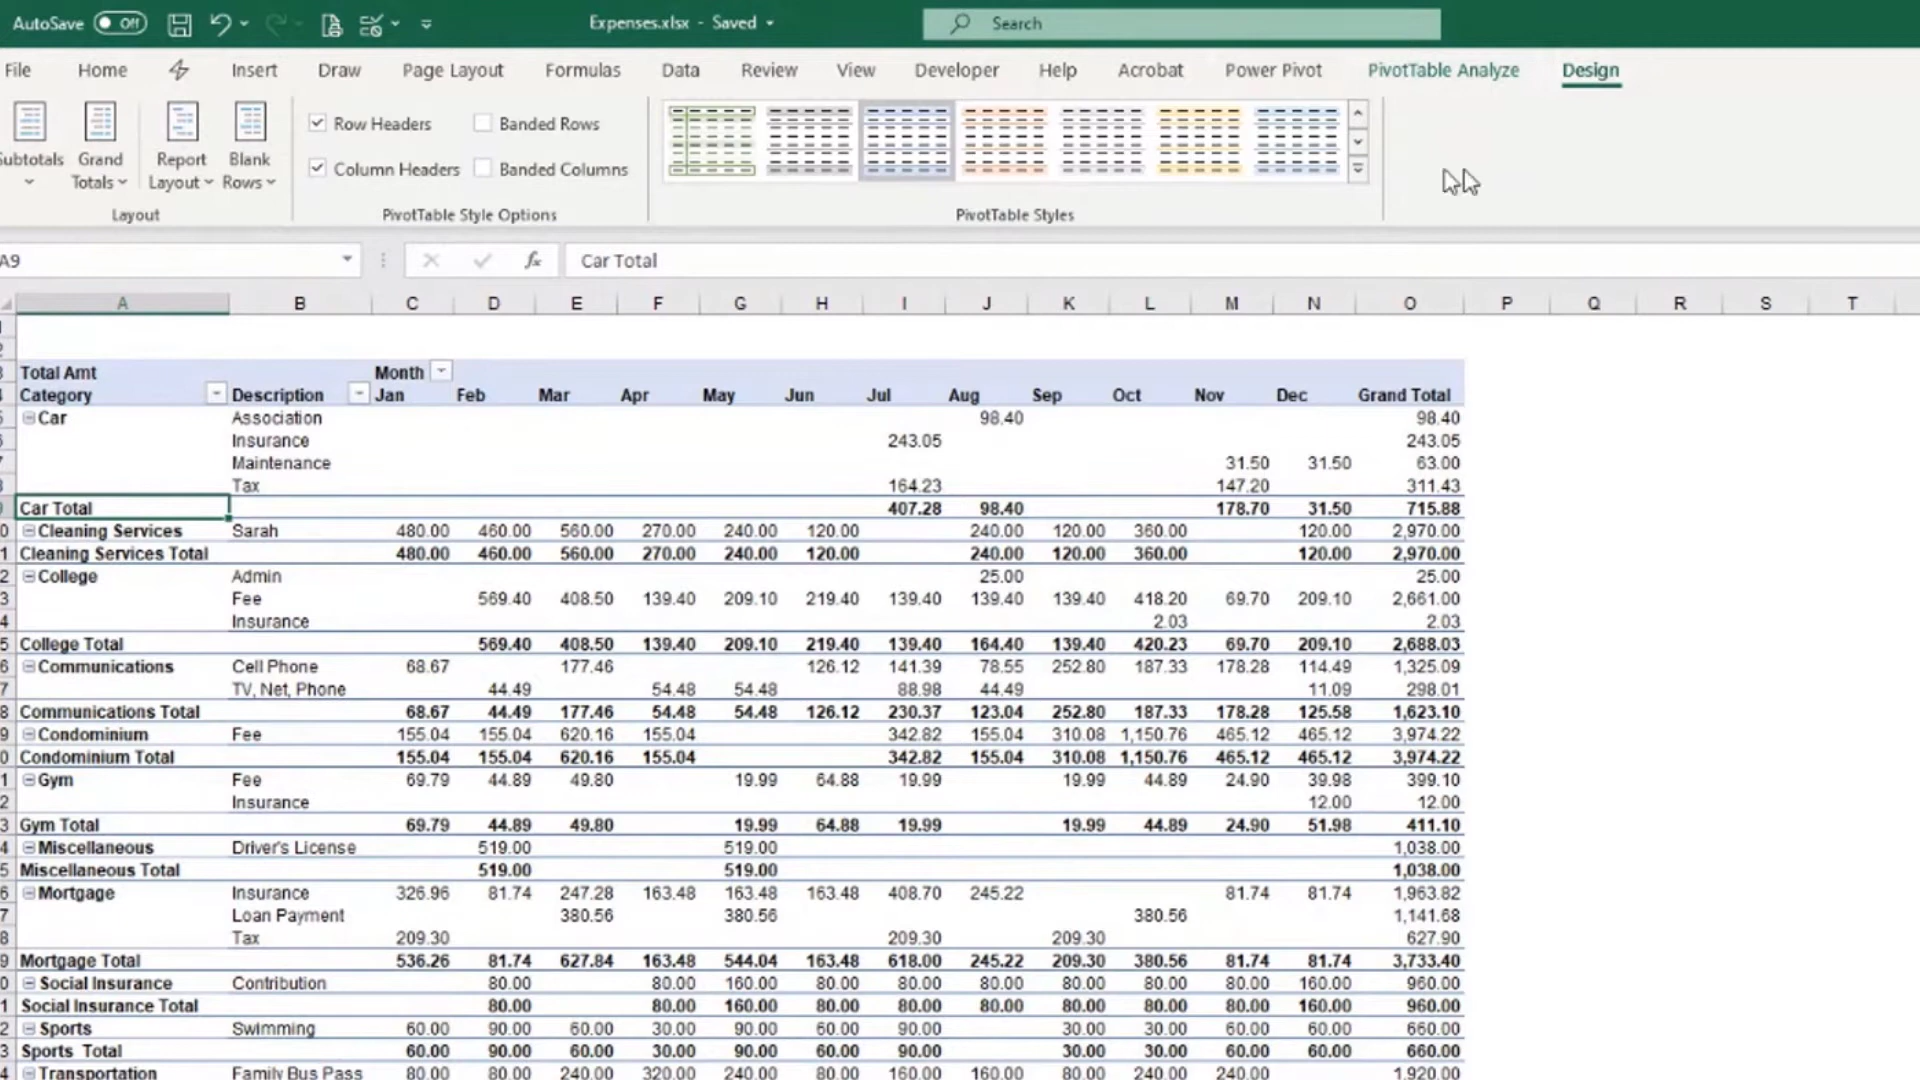 AutoSave Off Expenses.xlsx - Saved Search
File Home Insert Draw Page Layout Formulas Data Review View Developer Help Acrobat Power Pivot PivotTable Analyze Design
Subtotals Grand Totals Report Layout Blank Rows
Row Headers Banded Rows
Column Headers Banded Columns
Layout PivotTable Style Options PivotTable Styles
A9 fx Car Total
A B C D E F G H I J K L M N O P Q R S T
Total Amt Month
Category Description Jan Feb Mar Apr May Jun Jul Aug Sep Oct Nov Dec Grand Total
Car Association 98.40 98.40
Insurance 243.05 243.05
Maintenance 31.50 31.50 63.00
Tax 164.23 147.20 311.43
Car Total 407.28 98.40 178.70 31.50 715.88
Cleaning Services Sarah 480.00 460.00 560.00 270.00 240.00 120.00 240.00 120.00 360.00 120.00 2,970.00
Cleaning Services Total 480.00 460.00 560.00 270.00 240.00 120.00 240.00 120.00 360.00 120.00 2,970.00
College Admin 25.00 25.00
Fee 569.40 408.50 139.40 209.10 219.40 139.40 139.40 139.40 418.20 69.70 209.10 2,661.00
Insurance 2.03 2.03
College Total 569.40 408.50 139.40 209.10 219.40 139.40 164.40 139.40 420.23 69.70 209.10 2,688.03
Communications Cell Phone 68.67 177.46 126.12 141.39 78.55 252.80 187.33 178.28 114.49 1,325.09
TV, Net, Phone 44.49 54.48 54.48 88.98 44.49 11.09 298.01
Communications Total 68.67 44.49 177.46 54.48 54.48 126.12 230.37 123.04 252.80 187.33 178.28 125.58 1,623.10
Condominium Fee 155.04 155.04 620.16 155.04 342.82 155.04 310.08 1,150.76 465.12 465.12 3,974.22
Condominium Total 155.04 155.04 620.16 155.04 342.82 155.04 310.08 1,150.76 465.12 465.12 3,974.22
Gym Fee 69.79 44.89 49.80 19.99 64.88 19.99 19.99 44.89 24.90 39.98 399.10
Insurance 12.00 12.00
Gym Total 69.79 44.89 49.80 19.99 64.88 19.99 19.99 44.89 24.90 51.98 411.10
Miscellaneous Driver's License 519.00 519.00 1,038.00
Miscellaneous Total 519.00 519.00 1,038.00
Mortgage Insurance 326.96 81.74 247.28 163.48 163.48 163.48 408.70 245.22 81.74 81.74 1,963.82
Loan Payment 380.56 380.56 380.56 1,141.68
Tax 209.30 209.30 209.30 627.90
Mortgage Total 536.26 81.74 627.84 163.48 544.04 163.48 618.00 245.22 209.30 380.56 81.74 81.74 3,733.40
Social Insurance Contribution 80.00 80.00 160.00 80.00 80.00 80.00 80.00 80.00 80.00 160.00 960.00
Social Insurance Total 80.00 80.00 160.00 80.00 80.00 80.00 80.00 80.00 80.00 160.00 960.00
Sports Swimming 60.00 90.00 60.00 30.00 90.00 60.00 90.00 30.00 30.00 60.00 60.00 660.00
Sports Total 60.00 90.00 60.00 30.00 90.00 60.00 90.00 30.00 30.00 60.00 60.00 660.00
Transportation Family Bus Pass 80.00 80.00 240.00 320.00 240.00 80.00 160.00 160.00 80.00 240.00 240.00 1,920.00